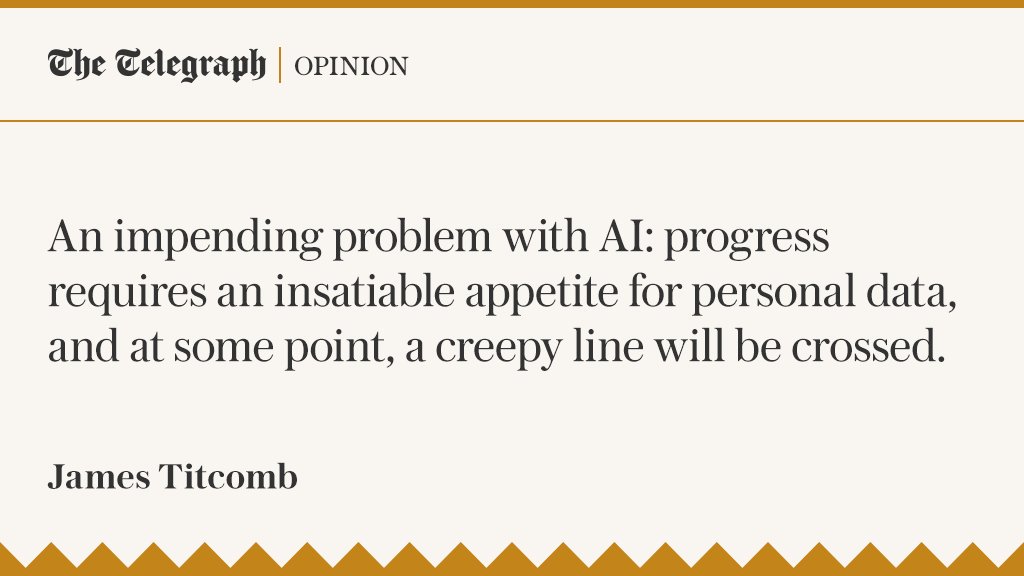 The Telegraph | OPINION
An impending problem with AI: progress
requires an insatiable appetite for personal data,
and at some point, a creepy line will be crossed.
James Titcomb